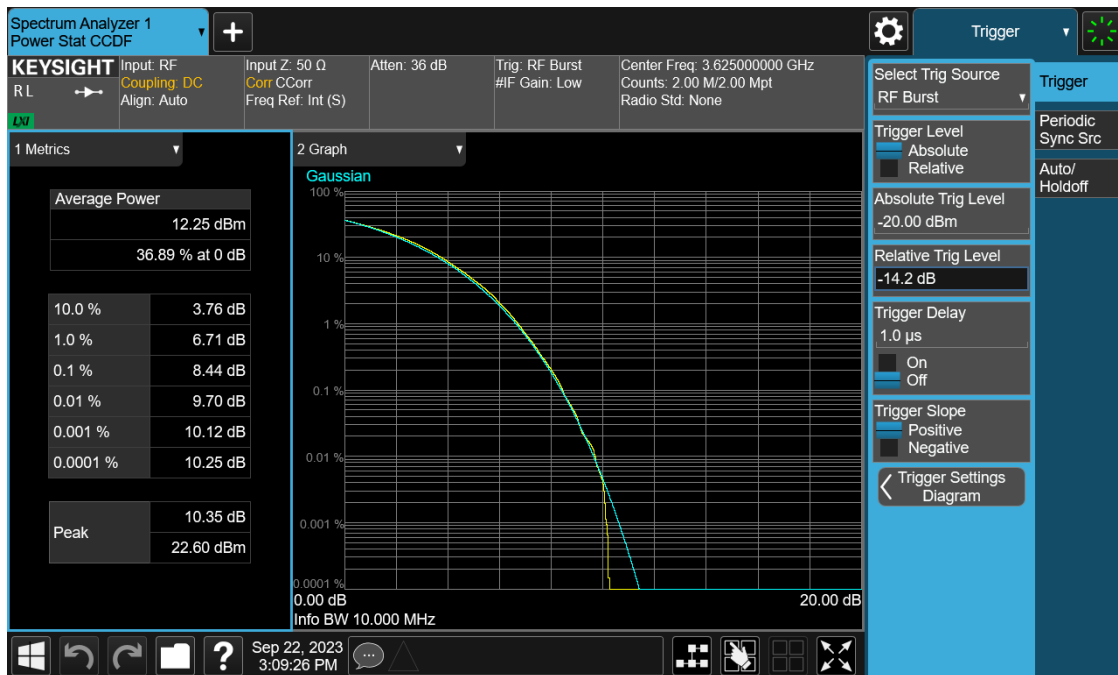 Spectrum Analyzer 1
Power Stat CCDF
Trigger
KEYSIGHT
R L
LXI
Input: RF
Coupling: DC
Align: Auto
Input Z: 50 Ω
Corr CCorr
Freq Ref: Int (S)
Atten: 36 dB
Trig: RF Burst
#IF Gain: Low
Center Freq: 3.625000000 GHz
Counts: 2.00 M/2.00 Mpt
Radio Std: None
1 Metrics
Average Power
12.25 dBm
36.89 % at 0 dB
10.0 % 3.76 dB
1.0 % 6.71 dB
0.1 % 8.44 dB
0.01 % 9.70 dB
0.001 % 10.12 dB
0.0001 % 10.25 dB
Peak
10.35 dB
22.60 dBm
2 Graph
Gaussian
100 %
10 %
1 %
0.1 %
0.01 %
0.001 %
0.0001 %
0.00 dB 20.00 dB
Info BW 10.000 MHz
Select Trig Source
RF Burst
Trigger Level
Absolute
Relative
Absolute Trig Level
-20.00 dBm
Relative Trig Level
-14.2 dB
Trigger Delay
1.0 µs
On
Off
Trigger Slope
Positive
Negative
Trigger Settings
Diagram
Trigger
Periodic
Sync Src
Auto/
Holdoff
?
Sep 22, 2023
3:09:26 PM